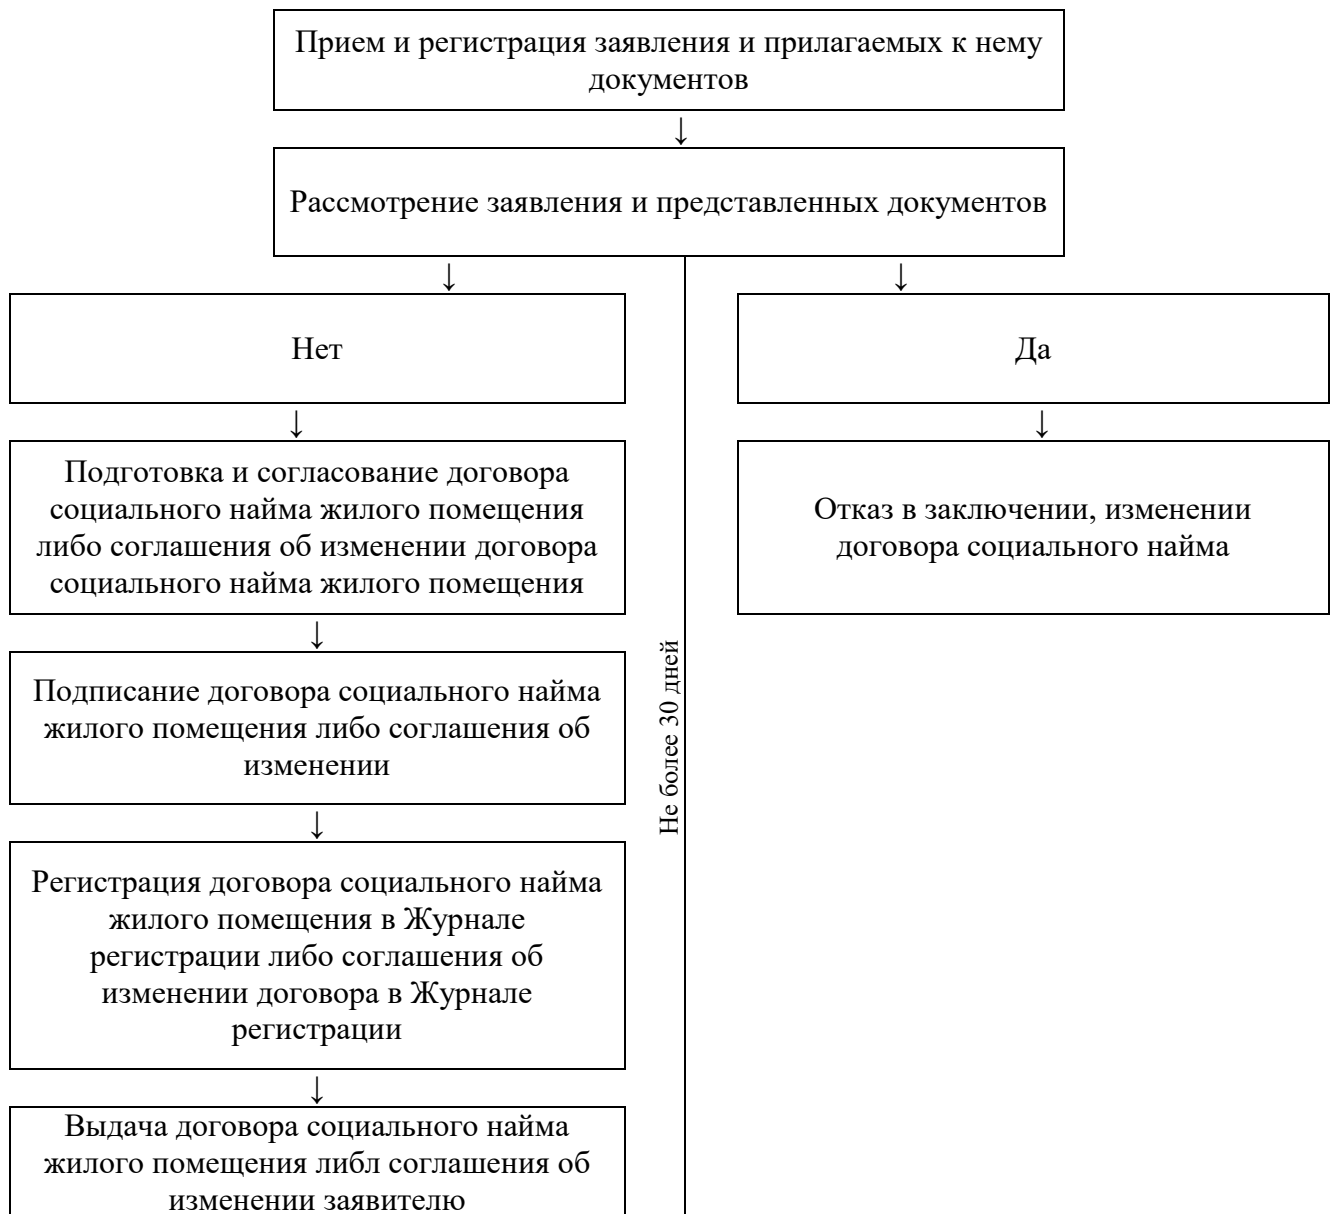 Прием и регистрация заявления и прилагаемых к нему
документов
↓
Рассмотрение заявления и представленных документов
↓
↓
Нет
Да
↓
↓
Подготовка и согласование договора
социального найма жилого помещения
либо соглашения об изменении договора
социального найма жилого помещения
Отказ в заключении, изменении
договора социального найма
↓
Не более 30 дней
Подписание договора социального найма
жилого помещения либо соглашения об
изменении
↓
Регистрация договора социального найма
жилого помещения в Журнале
регистрации либо соглашения об
изменении договора в Журнале
регистрации
↓
Выдача договора социального найма
жилого помещения либл соглашения об
изменении заявителю